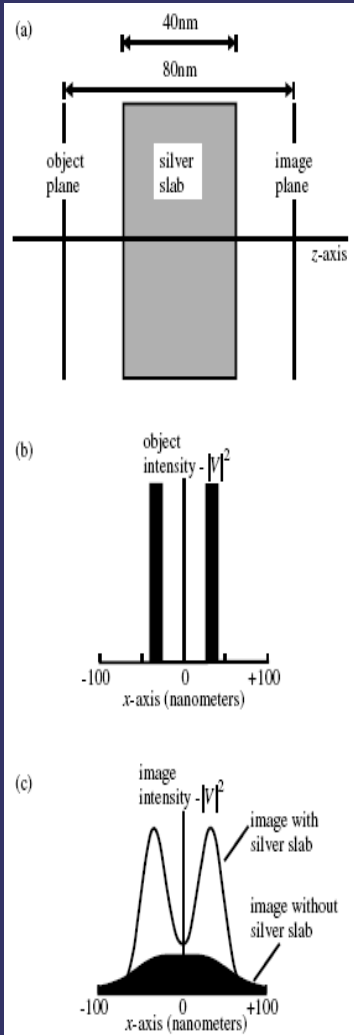 (a)
40nm
80nm
object
plane
silver
slab
image
plane
z-axis
(b)
object
intensity - |V|²
-100 0 +100
x-axis (nanometers)
(c)
image
intensity - |V|²
image with
silver slab
image without
silver slab
-100 0 +100
x-axis (nanometers)